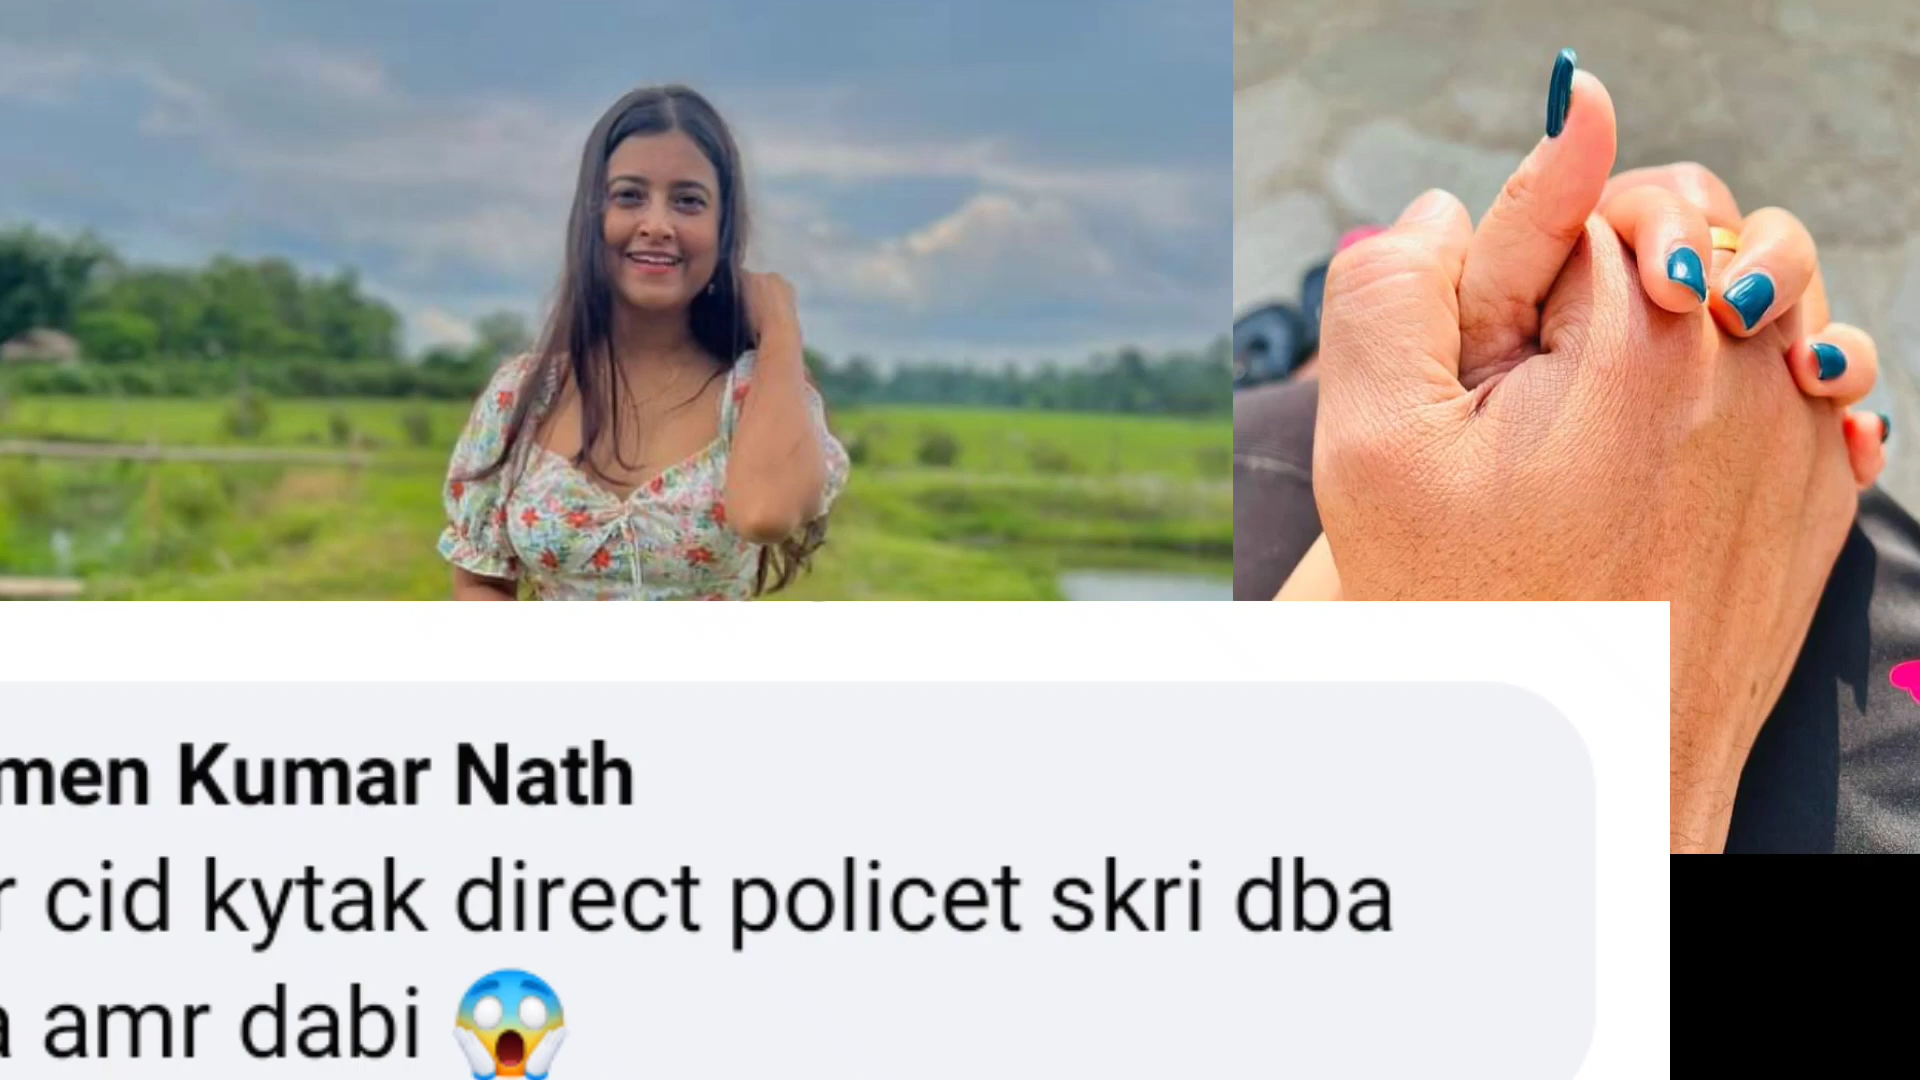 men Kumar Nath
r cid kytak direct policet skri dba
a amr dabi 😱